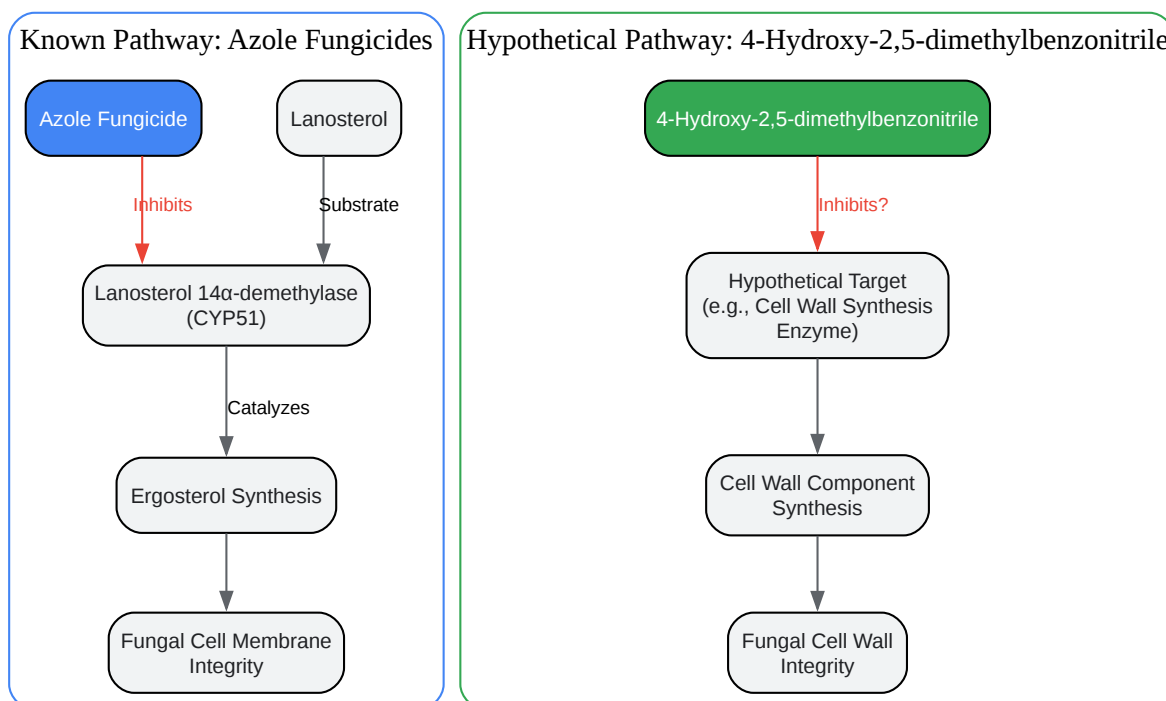 Known Pathway: Azole Fungicides
Azole Fungicide
Lanosterol
Inhibits
Substrate
Lanosterol 14α-demethylase
(CYP51)
Catalyzes
Ergosterol Synthesis
Fungal Cell Membrane
Integrity
Hypothetical Pathway: 4-Hydroxy-2,5-dimethylbenzonitrile
4-Hydroxy-2,5-dimethylbenzonitrile
Inhibits?
Hypothetical Target
(e.g., Cell Wall Synthesis
Enzyme)
Cell Wall Component
Synthesis
Fungal Cell Wall
Integrity